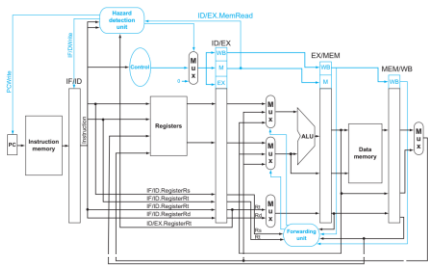 Hazard
detection
unit
ID/EX.MemRead
PCWrite
IF/DWrite
ID/EX
EX/MEM
MEM/WB
IF/ID
Control
Mux
0
WB
M
EX
WB
M
WB
PC
Instruction
memory
Instruction
Registers
Mux
Mux
ALU
Data
memory
Mux
IF/ID.RegisterRs
IF/ID.RegisterRt
IF/ID.RegisterRt
IF/ID.RegisterRd
ID/EX.RegisterRt
Rt
Rd
Mux
Rs
Rt
Forwarding
unit